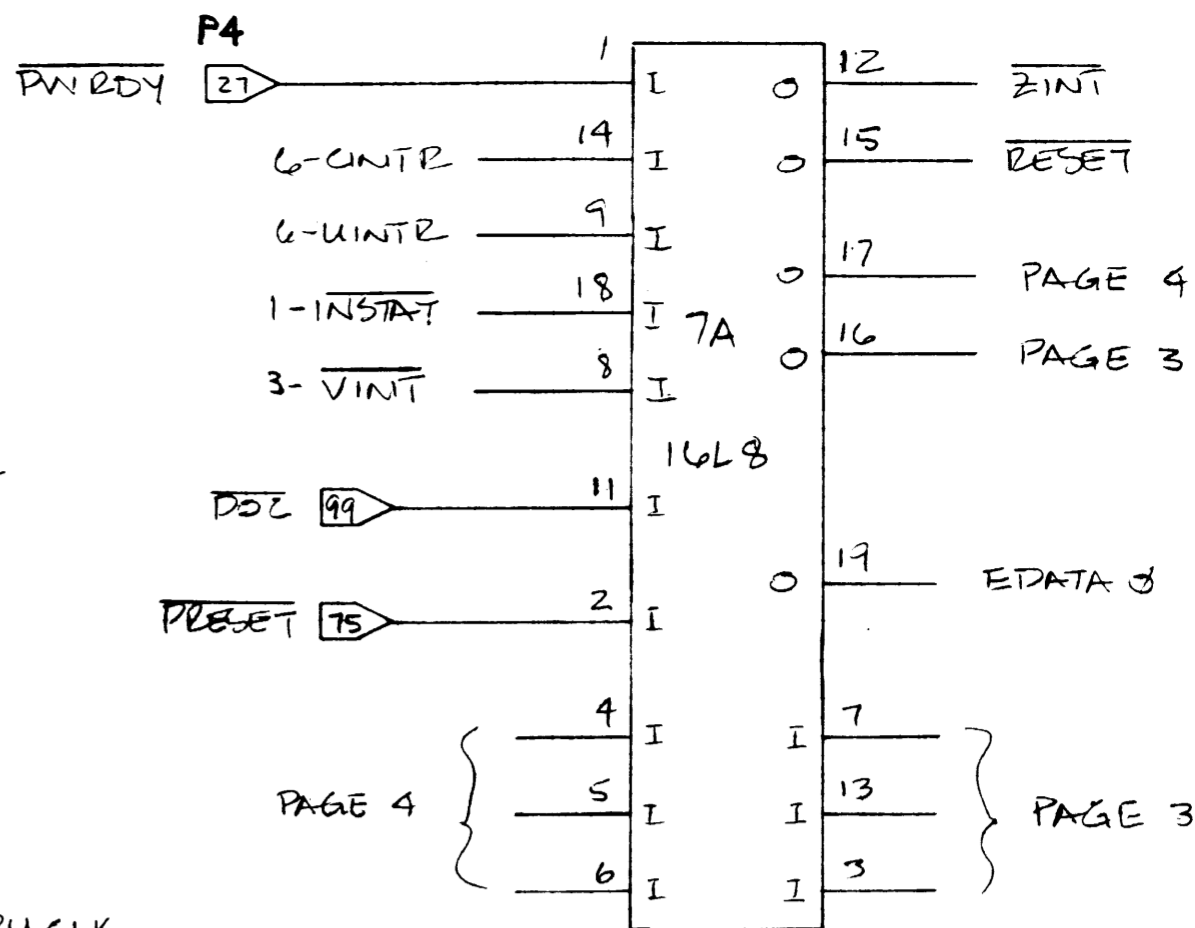 P4
1
12
PWRDY
27
I
O
ZINT
14
15
6-CINTR
I
O
RESET
9
6-UINTR
I
17
O
PAGE 4
18
1-INSTAT
I
7A
16
O
PAGE 3
8
3-VINT
I
16L8
11
99
I
19
O
EDATA 0
2
PRESET
75
I
4
7
I
I
5
13
PAGE 4
I
I
PAGE 3
6
3
I
I